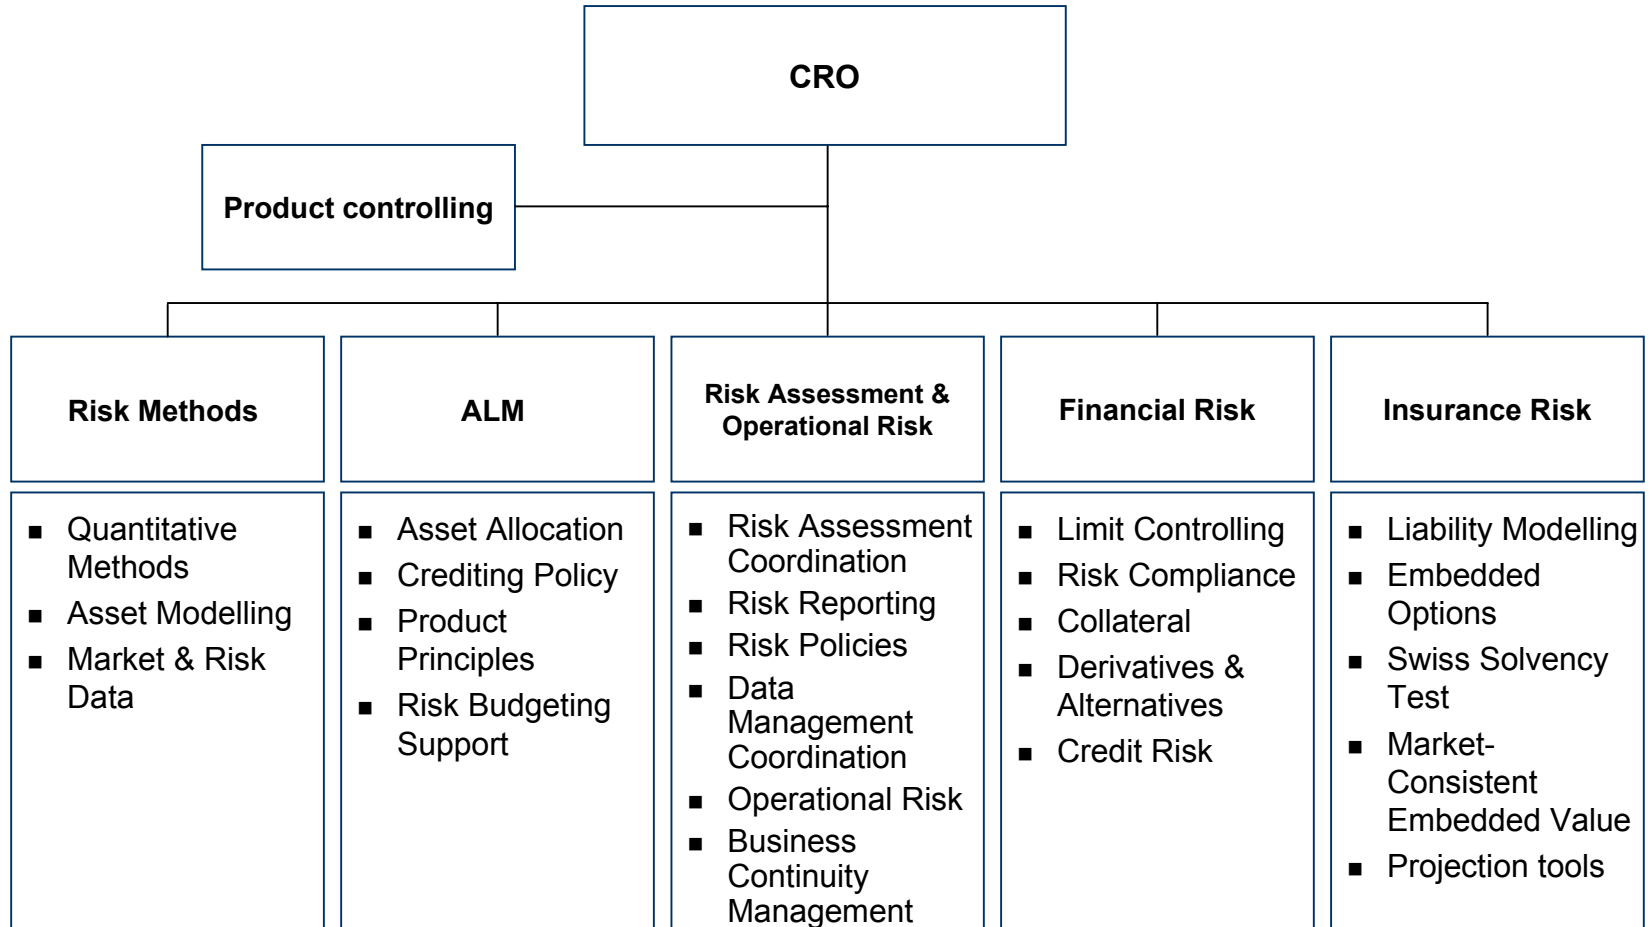 CRO
Product controlling
Risk Methods
ALM
Risk Assessment &
Operational Risk
Financial Risk
Insurance Risk
■ Quantitative
Methods
■ Asset Modelling
■ Market & Risk
Data
■ Asset Allocation
■ Crediting Policy
■ Product
Principles
■ Risk Budgeting
Support
■ Risk Assessment
Coordination
■ Risk Reporting
■ Risk Policies
■ Data
Management
Coordination
■ Operational Risk
■ Business
Continuity
Management
■ Limit Controlling
■ Risk Compliance
■ Collateral
■ Derivatives &
Alternatives
■ Credit Risk
■ Liability Modelling
■ Embedded
Options
■ Swiss Solvency
Test
■ Market-
Consistent
Embedded Value
■ Projection tools